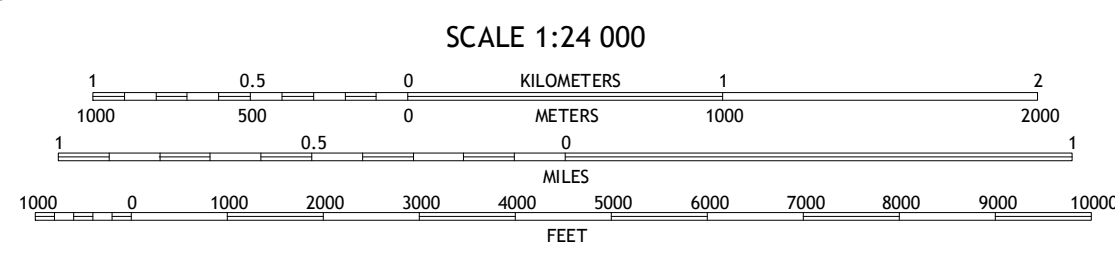 SCALE 1:24 000
1 0.5 0 KILOMETERS 1 2
1000 500 0 METERS 1000 2000
1 0.5 0 1
MILES
1000 0 1000 2000 3000 4000 5000 6000 7000 8000 9000 10000
FEET